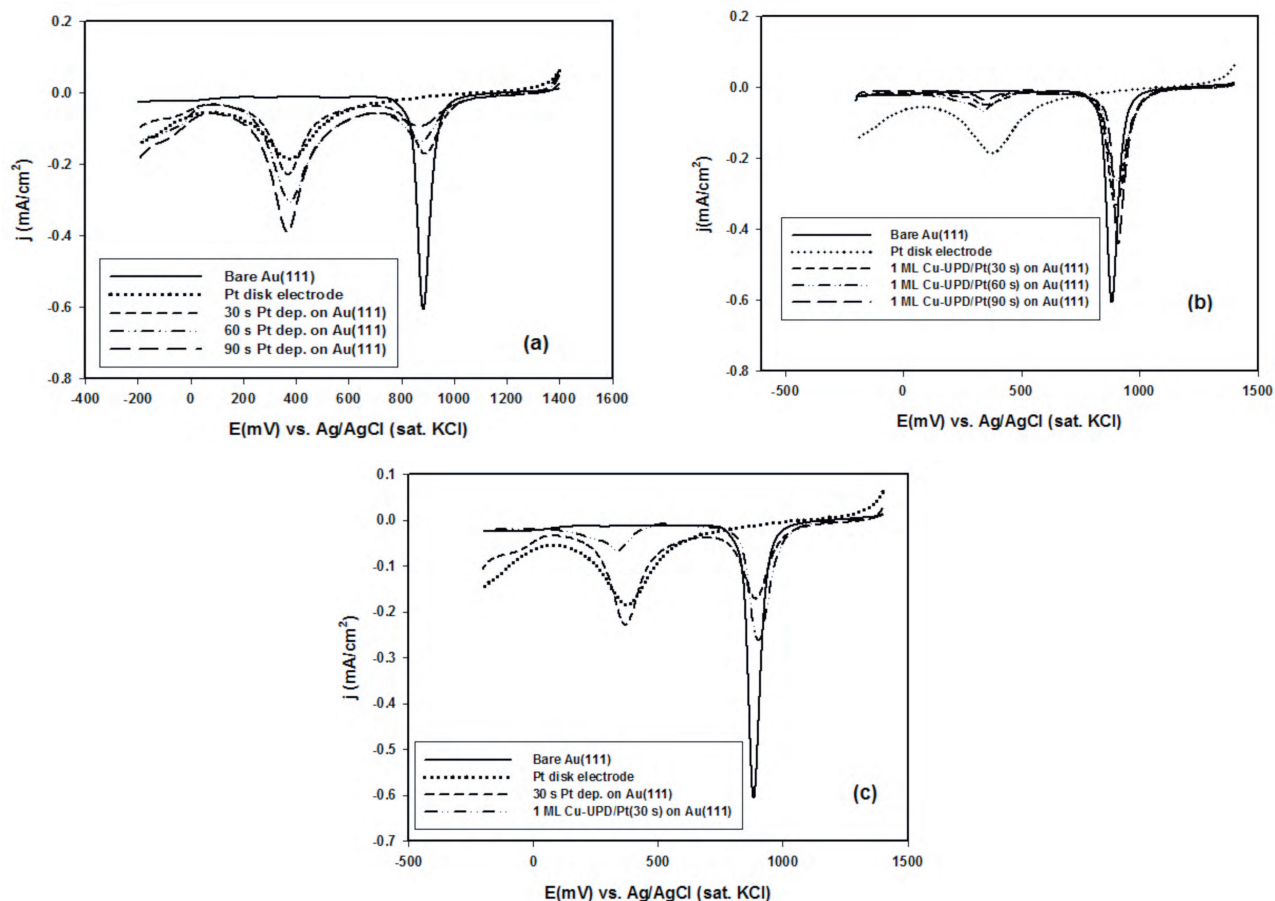 0.2
0.0
-0.2
-0.4
-0.6
-0.8
j (mA/cm2)
Bare Au(111)
Pt disk electrode
30 s Pt dep. on Au(111)
60 s Pt dep. on Au(111)
90 s Pt dep. on Au(111)
(a)
-400 -200 0 200 400 600 800 1000 1200 1400 1600
E(mV) vs. Ag/AgCl (sat. KCl)
0.2
0.0
-0.2
-0.4
-0.6
-0.8
j(mA/cm2)
Bare Au(111)
Pt disk electrode
1 ML Cu-UPD/Pt(30 s) on Au(111)
1 ML Cu-UPD/Pt(60 s) on Au(111)
1 ML Cu-UPD/Pt(90 s) on Au(111)
(b)
-500 0 500 1000 1500
E(mV) vs. Ag/AgCl (sat. KCl)
0.1
0.0
-0.1
-0.2
-0.3
-0.4
-0.5
-0.6
-0.7
j (mA/cm2)
Bare Au(111)
Pt disk electrode
30 s Pt dep. on Au(111)
1 ML Cu-UPD/Pt(30 s) on Au(111)
(c)
-500 0 500 1000 1500
E(mV) vs. Ag/AgCl (sat. KCl)